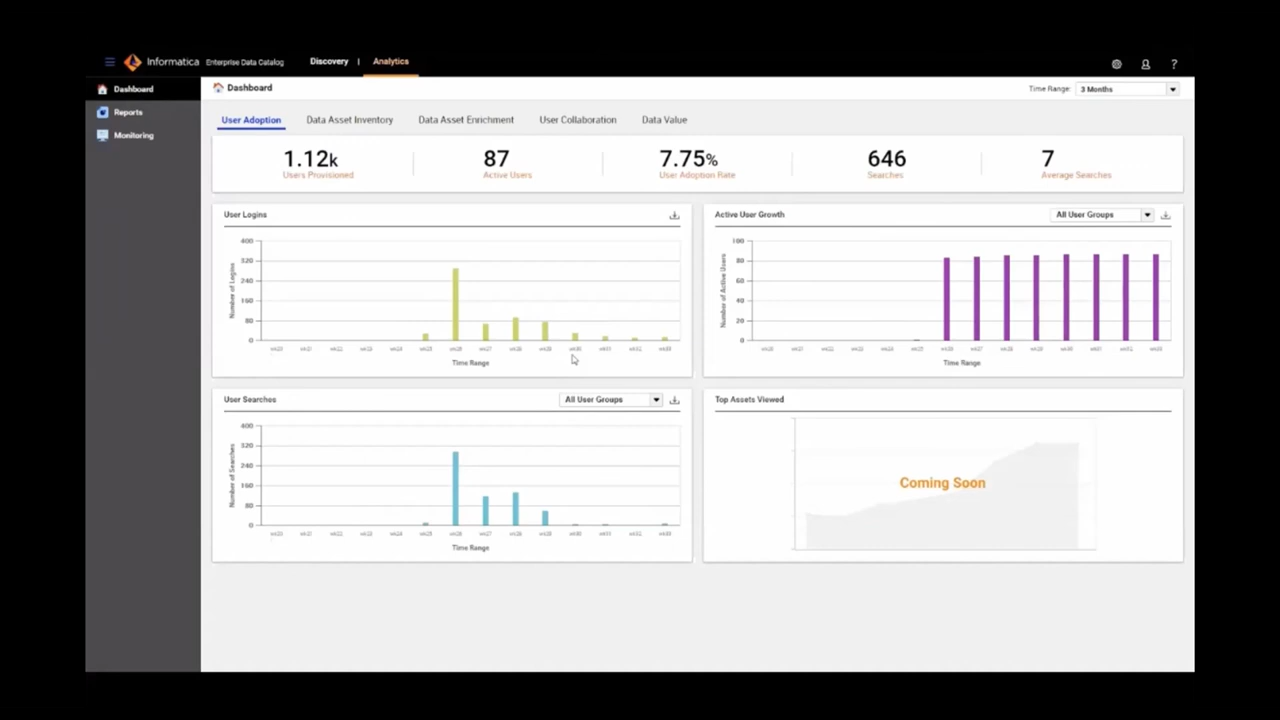 Informatica Enterprise Data Catalog Discovery | Analytics ?
Dashboard
Reports
Monitoring
Dashboard
Time Range: 3 Months
User Adoption Data Asset Inventory Data Asset Enrichment User Collaboration Data Value
1.12k 87 7.75% 646 7
Users Provisioned Active Users User Adoption Rate Searches Average Searches
User Logins
400
320
240
160
80
0
Number of Logins
Time Range
Active User Growth All User Groups
100
80
60
40
20
0
Number of Active Users
Time Range
User Searches All User Groups
400
320
240
160
80
0
Number of Searches
Time Range
Top Assets Viewed
Coming Soon